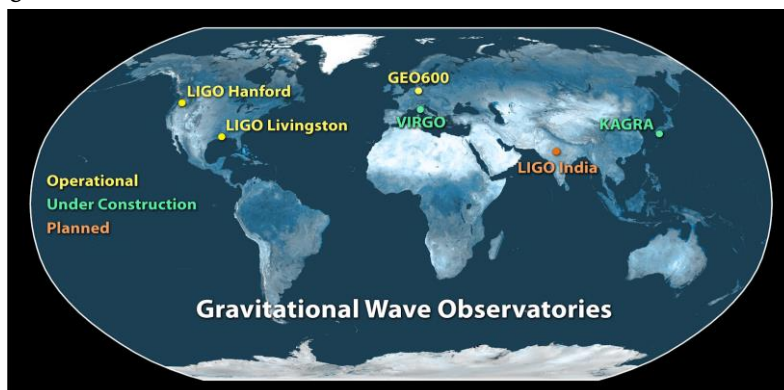 GEO600
LIGO Hanford
VIRGO
LIGO Livingston
KAGRA
LIGO India
Operational
Under Construction
Planned
Gravitational Wave Observatories